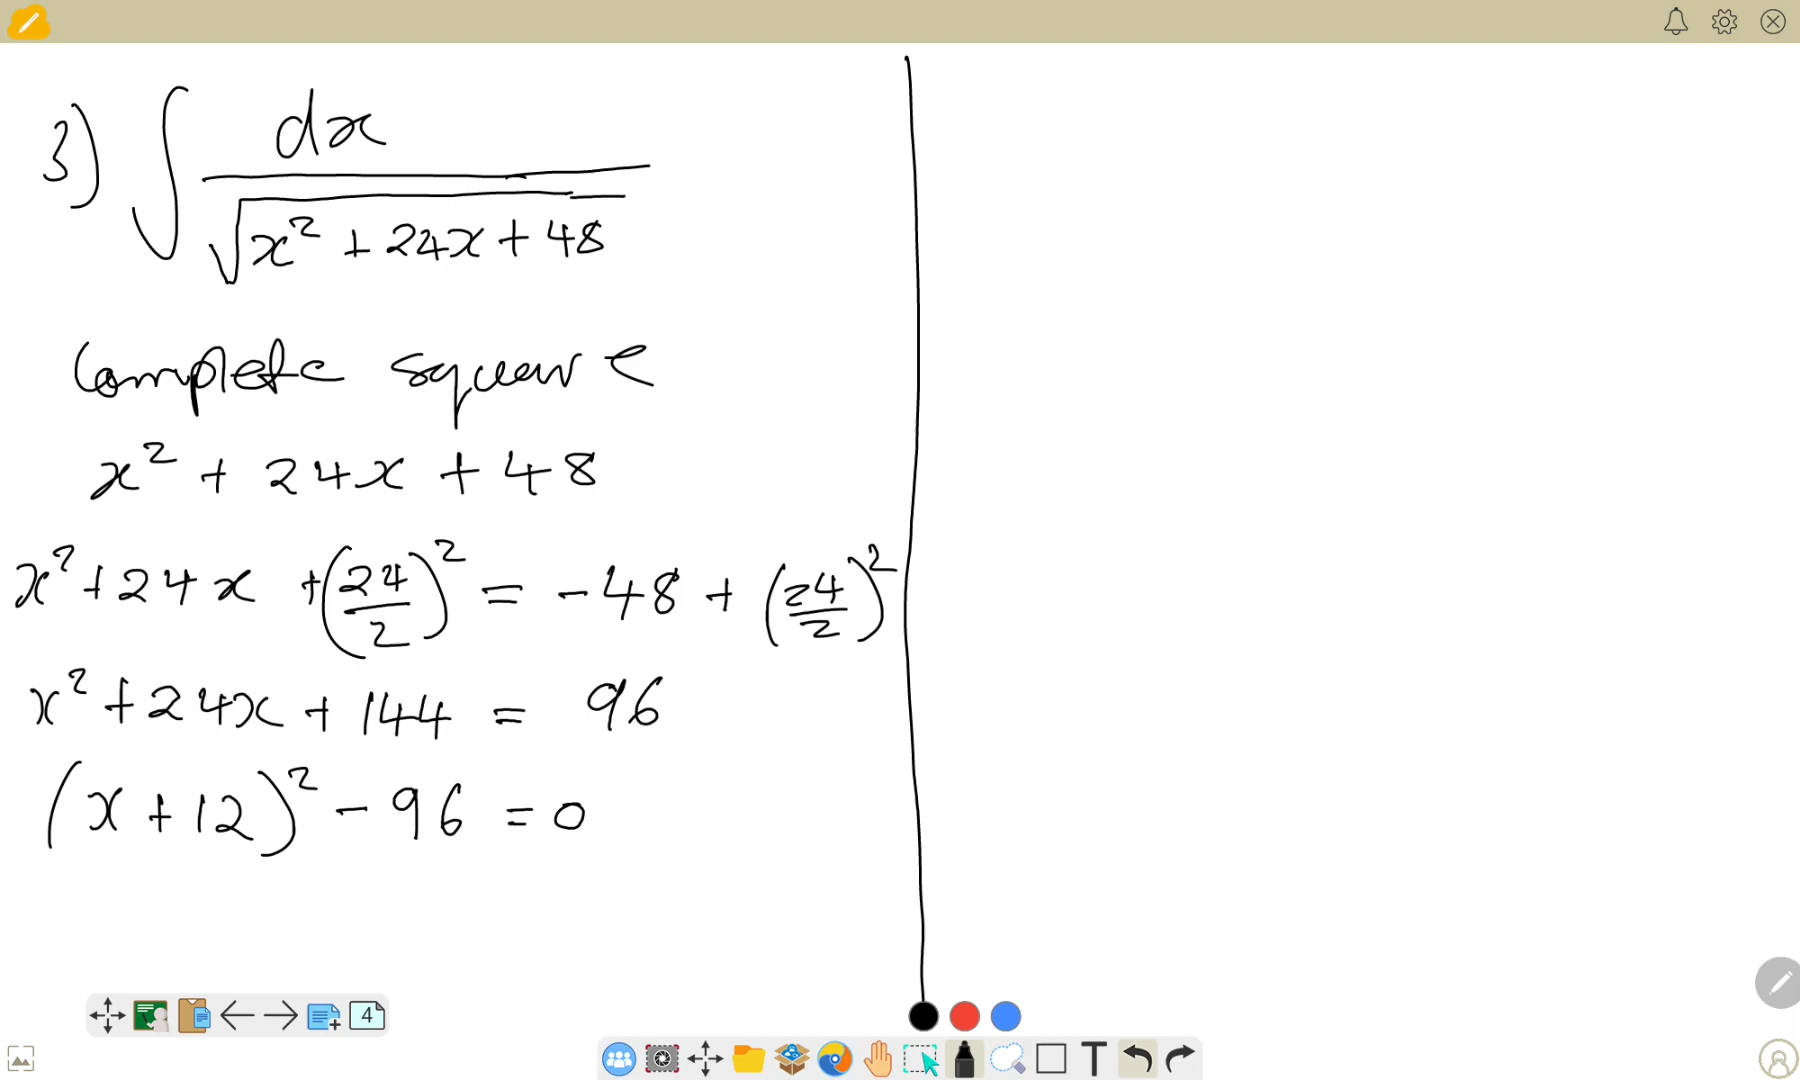 3) ∫ dx / √(x² + 24x + 48)
Complete square
x² + 24x + 48
x² + 24x + (24/2)² = -48 + (24/2)²
x² + 24x + 144 = 96
(x + 12)² - 96 = 0
4
T